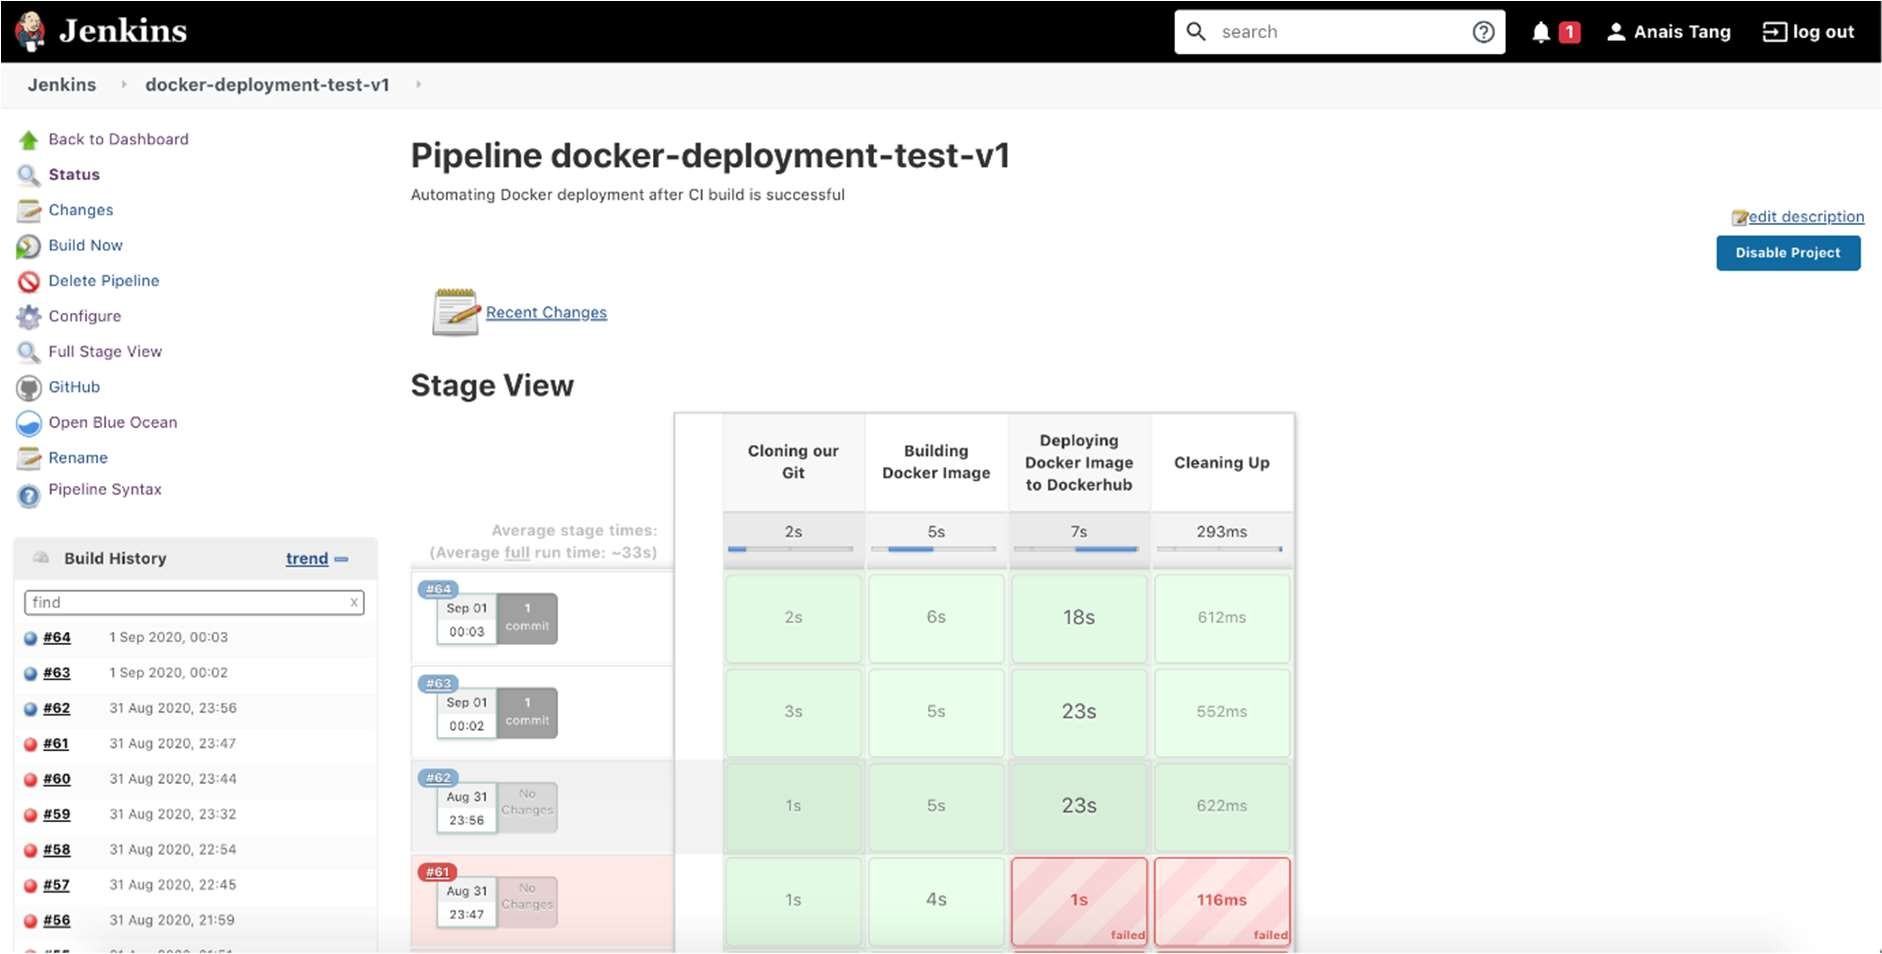 Jenkins
search
1
Anais Tang
log out
Jenkins
docker-deployment-test-v1
Back to Dashboard
Status
Changes
Build Now
Delete Pipeline
Configure
Full Stage View
GitHub
Open Blue Ocean
Rename
Pipeline Syntax
Build History
trend
find
x
#64 1 Sep 2020, 00:03
#63 1 Sep 2020, 00:02
#62 31 Aug 2020, 23:56
#61 31 Aug 2020, 23:47
#60 31 Aug 2020, 23:44
#59 31 Aug 2020, 23:32
#58 31 Aug 2020, 22:54
#57 31 Aug 2020, 22:45
#56 31 Aug 2020, 21:59
Pipeline docker-deployment-test-v1
Automating Docker deployment after CI build is successful
edit description
Disable Project
Recent Changes
Stage View
Cloning our
Git
Building
Docker Image
Deploying
Docker Image
to Dockerhub
Cleaning Up
Average stage times:
(Average full run time: ~33s)
2s 5s 7s 293ms
#64
Sep 01
00:03
1
commit
2s 6s 18s 612ms
#63
Sep 01
00:02
1
commit
3s 5s 23s 552ms
#62
Aug 31
23:56
No
Changes
1s 5s 23s 622ms
#61
Aug 31
23:47
No
Changes
1s 4s 1s 116ms
failed failed